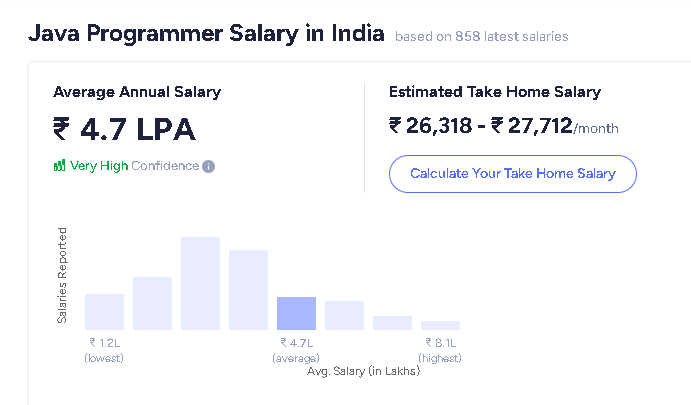 Java Programmer Salary in India based on 858 latest salaries
Average Annual Salary
₹ 4.7 LPA
Very High Confidence i
Estimated Take Home Salary
₹ 26,318 - ₹ 27,712/month
Calculate Your Take Home Salary
Salaries Reported
₹ 1.2L
(lowest)
₹ 4.7L
(average)
₹ 8.1L
(highest)
Avg. Salary (in Lakhs)